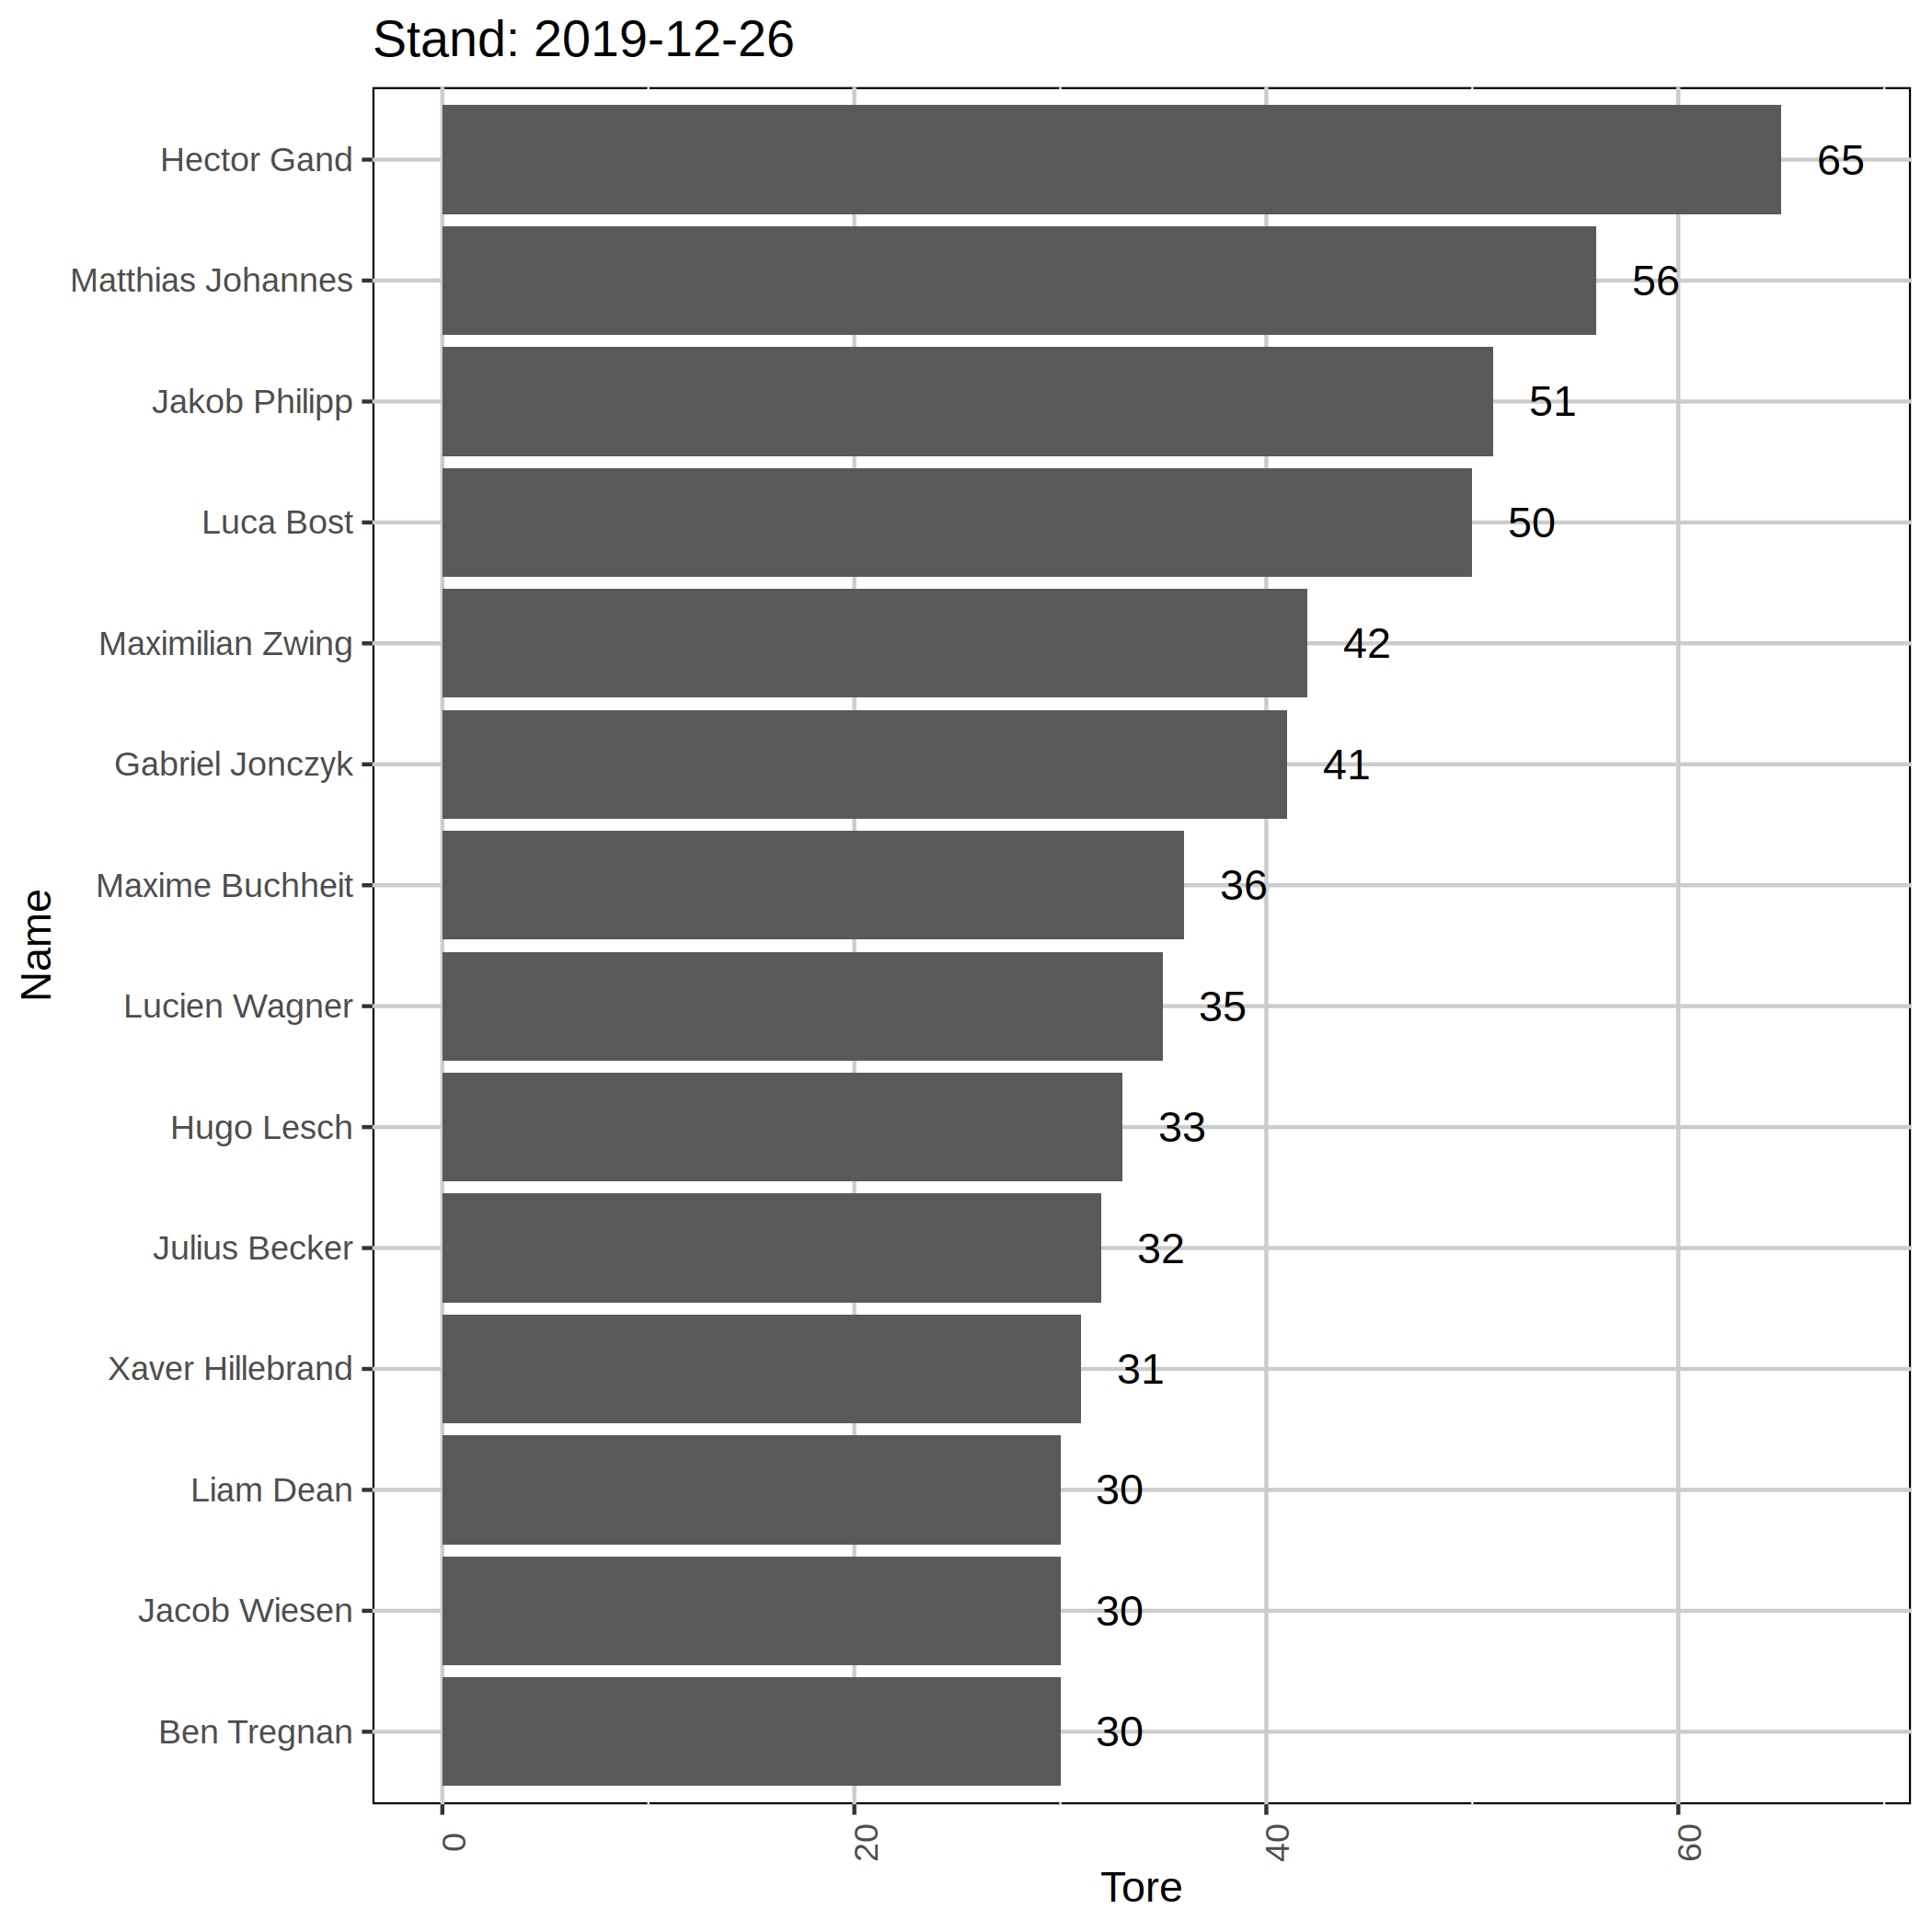 Stand: 2019-12-26
Hector Gand 65
Matthias Johannes 56
Jakob Philipp 51
Luca Bost 50
Maximilian Zwing 42
Gabriel Jonczyk 41
Maxime Buchheit 36
Lucien Wagner 35
Hugo Lesch 33
Julius Becker 32
Xaver Hillebrand 31
Liam Dean 30
Jacob Wiesen 30
Ben Tregnan 30
Name
0 20 40 60
Tore